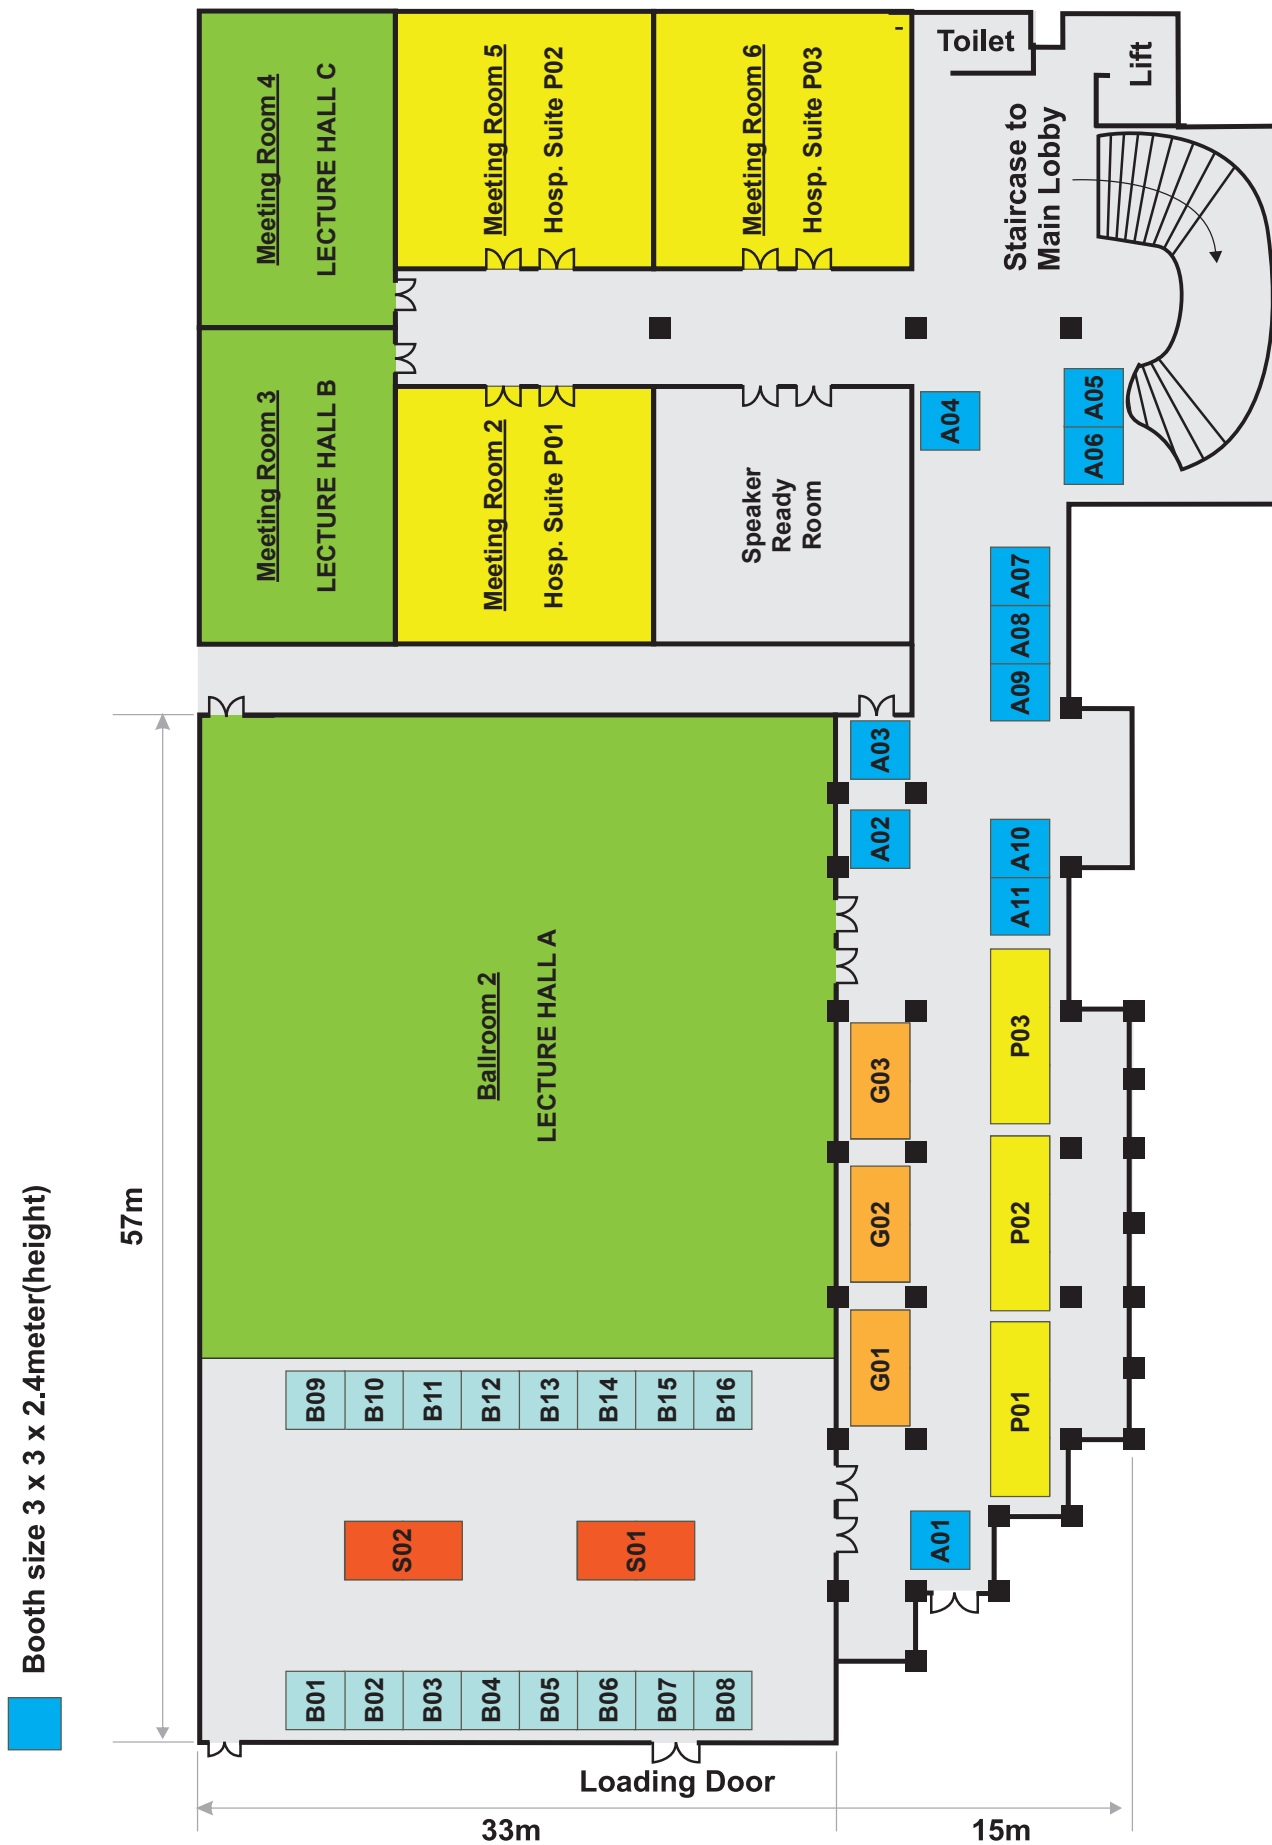 Booth size 3 x 3 x 2.4meter(height)
57m
33m
15m
Loading Door
Toilet
Lift
Staircase to
Main Lobby
Meeting Room 4
LECTURE HALL C
Meeting Room 5
Hosp. Suite P02
Meeting Room 6
Hosp. Suite P03
Meeting Room 3
LECTURE HALL B
Meeting Room 2
Hosp. Suite P01
Speaker
Ready
Room
Ballroom 2
LECTURE HALL A
A04
A05
A06
A07
A08
A09
A03
A02
A10
A11
G03
G02
G01
P03
P02
P01
A01
B09
B10
B11
B12
B13
B14
B15
B16
S02
S01
B01
B02
B03
B04
B05
B06
B07
B08